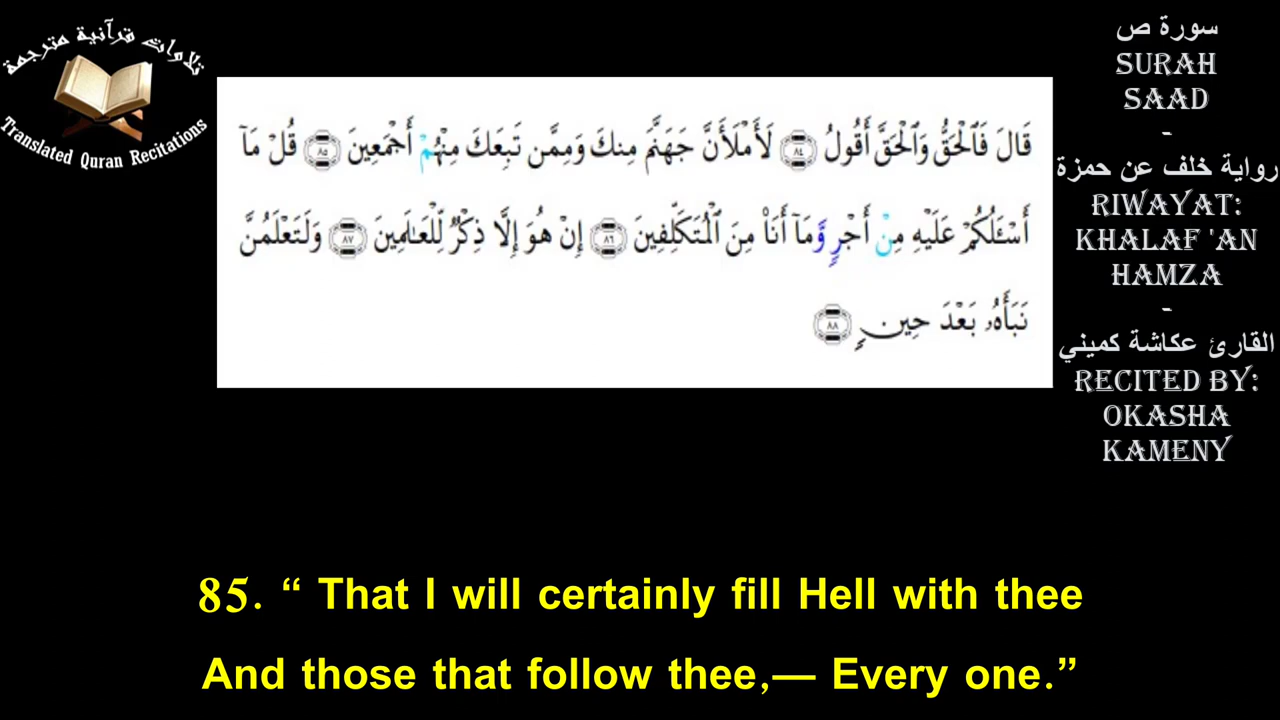 تلاوات قرآنية مترجمة
Translated Quran Recitations
قَالَ فَٱلْحَقُّ وَٱلْحَقَّ أَقُولُ ٨٤ لَأَمْلَأَنَّ جَهَنَّمَ مِنكَ وَمِمَّن تَبِعَكَ مِنْهُمْ أَجْمَعِينَ ٨٥ قُلْ مَآ
أَسْـَٔلُكُمْ عَلَيْهِ مِنْ أَجْرٍ وَّمَآ أَنَا۠ مِنَ ٱلْمُتَكَلِّفِينَ ٨٦ إِنْ هُوَ إِلَّا ذِكْرٌ لِّلْعَـٰلَمِينَ ٨٧ وَلَتَعْلَمُنَّ
نَبَأَهُۥ بَعْدَ حِينٍ ٨٨
سورة ص
SURAH
SAAD
-
رواية خلف عن حمزة
RIWAYAT:
KHALAF 'AN
HAMZA
-
القارئ عكاشة كميني
RECITED BY:
OKASHA
KAMENY
85. “ That I will certainly fill Hell with thee
And those that follow thee,— Every one.”